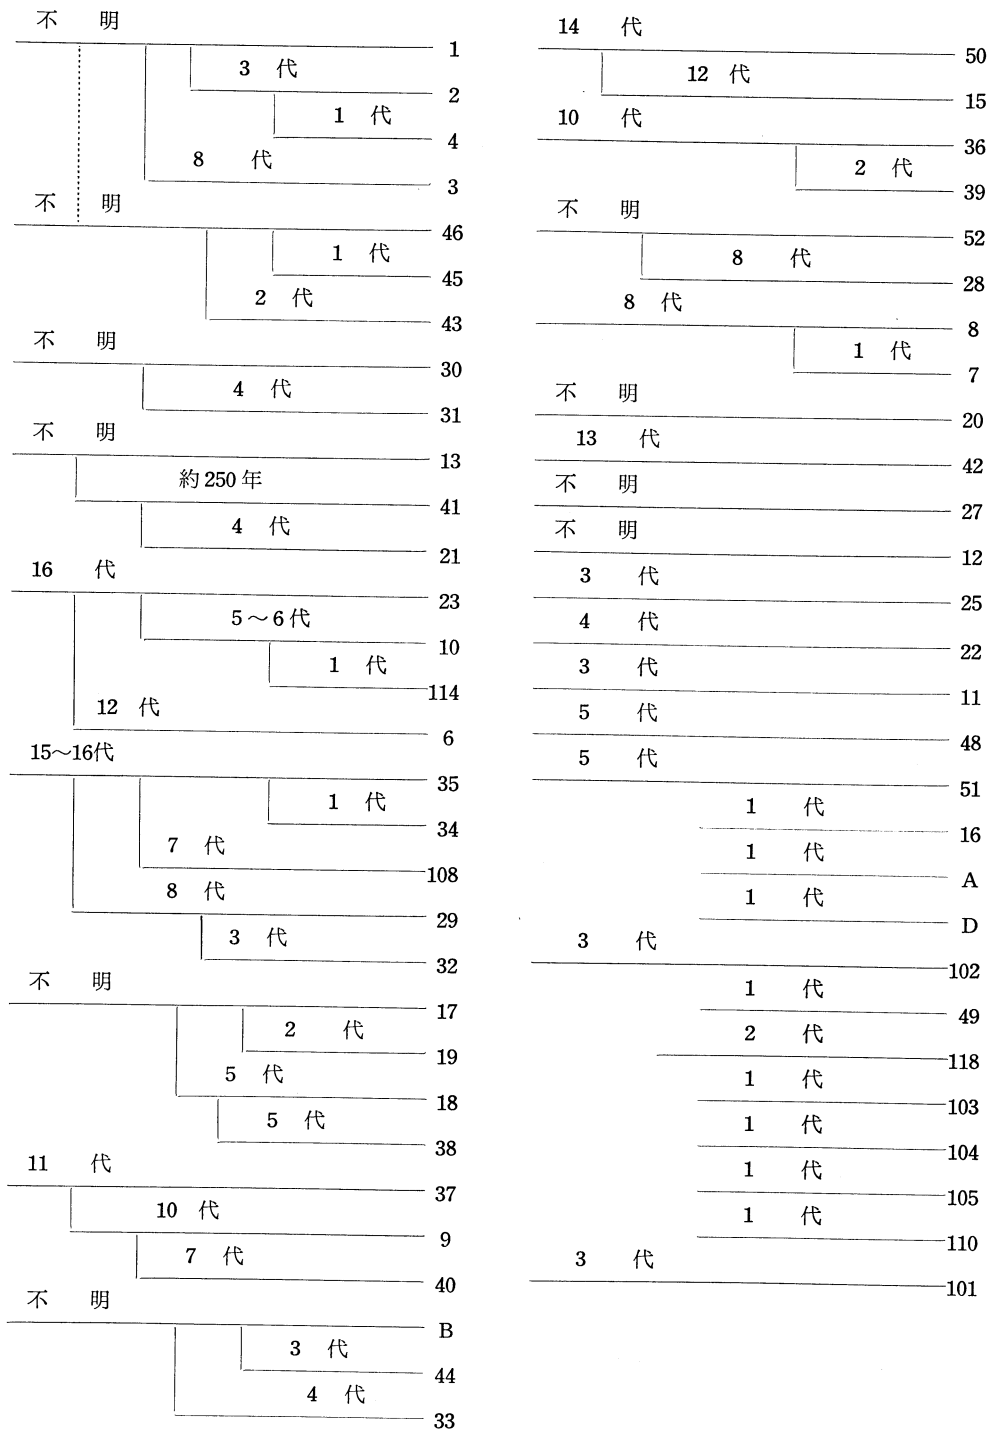 不 明
1
3 代
2
1 代
4
8 代
3
不 明
46
1 代
45
2 代
43
不 明
30
4 代
31
不 明
13
約250年
41
4 代
21
16 代
23
5～6代
10
1 代
114
12 代
6
15～16代
35
1 代
34
7 代
108
8 代
29
3 代
32
不 明
17
2 代
19
5 代
18
5 代
38
11 代
37
10 代
9
7 代
40
不 明
B
3 代
44
4 代
33
14 代
50
12 代
15
10 代
36
2 代
39
不 明
52
8 代
28
8 代
8
1 代
7
不 明
20
13 代
42
不 明
27
不 明
12
3 代
25
4 代
22
3 代
11
5 代
48
5 代
51
1 代
16
1 代
A
1 代
D
3 代
102
1 代
49
2 代
118
1 代
103
1 代
104
1 代
105
1 代
110
3 代
101